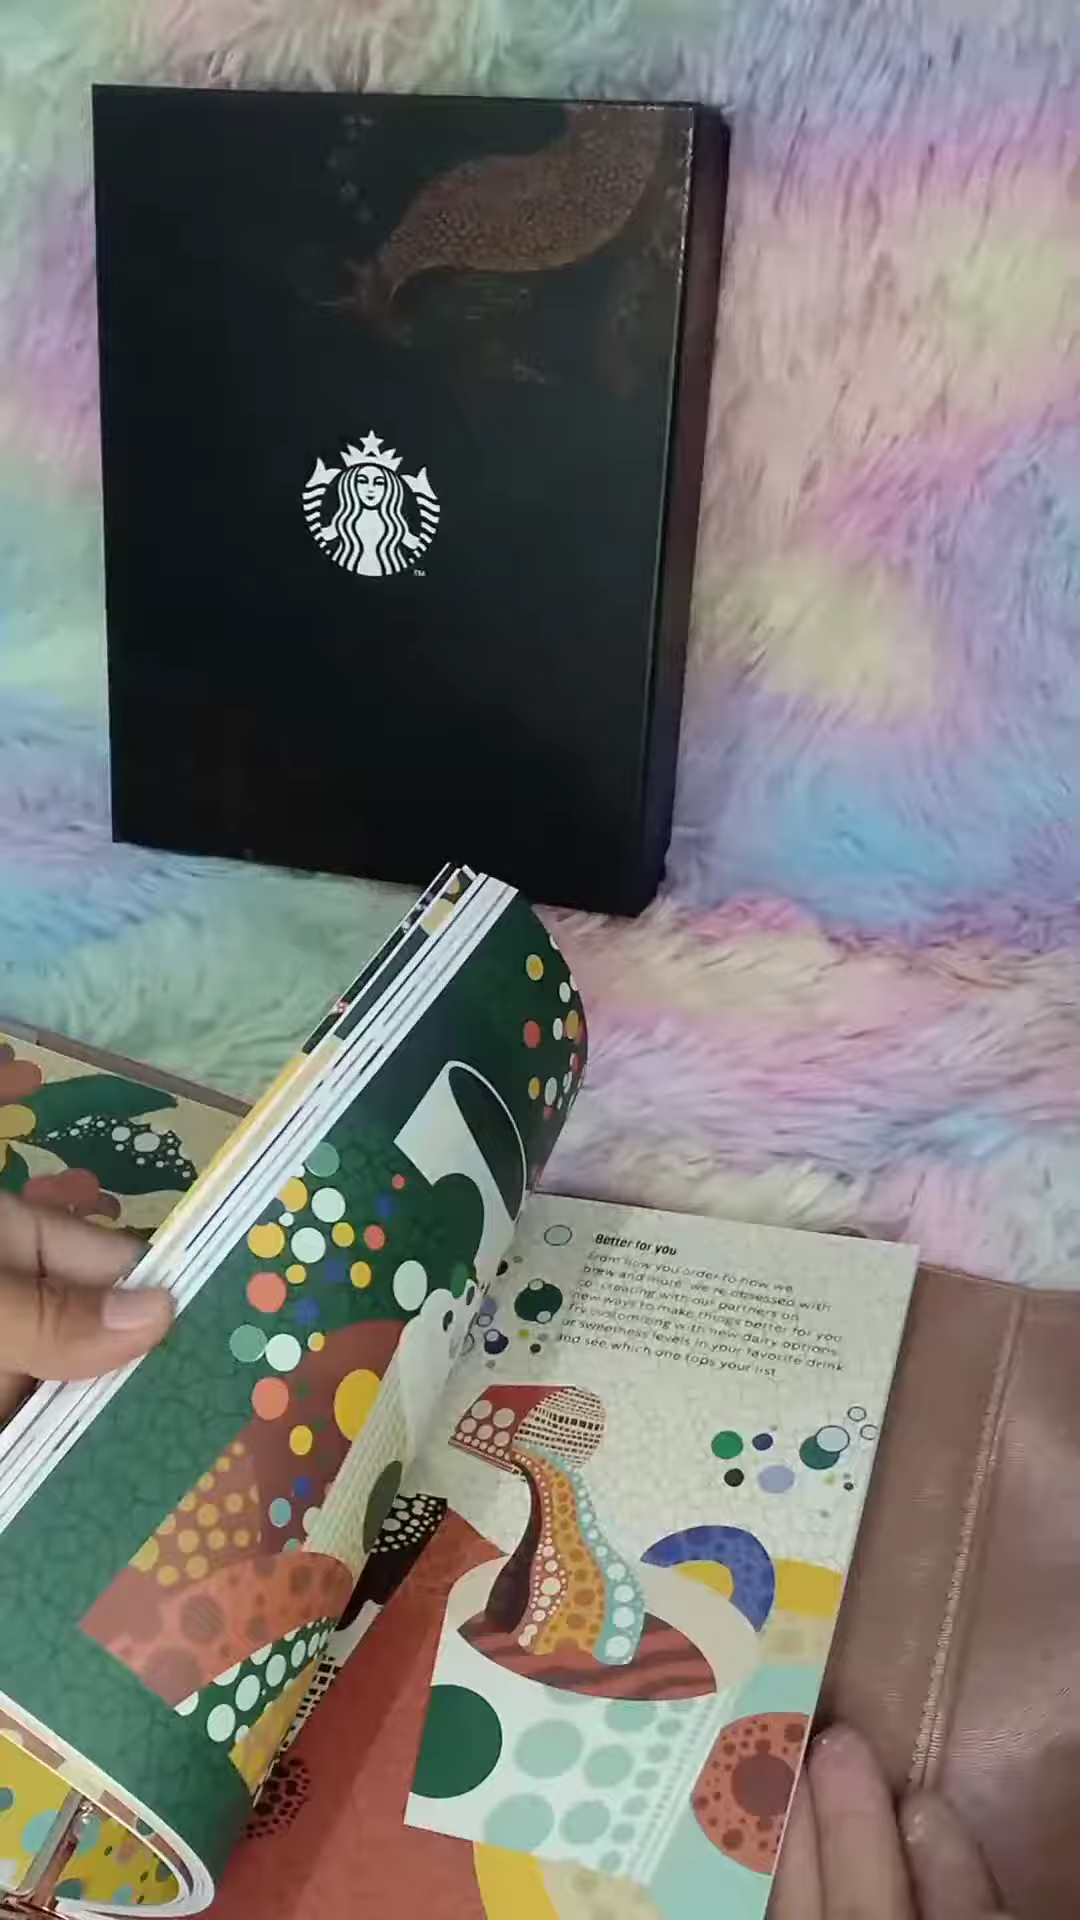 TM
Better for you
From how you order to how we
brew and more, we're obsessed with
co-creating with our partners on
new ways to make things better for you.
Try customizing with new dairy options
or sweetness levels in your favorite drink
and see which one tops your list.